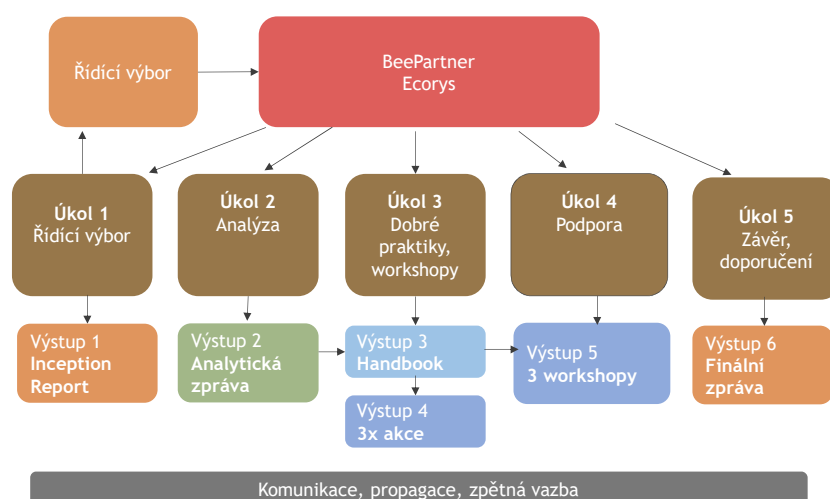 Řídící výbor
BeePartner
Ecorys
Úkol 1
Řídící výbor
Úkol 2
Analýza
Úkol 3
Dobré
praktiky,
workshopy
Úkol 4
Podpora
Úkol 5
Závěr,
doporučení
Výstup 1
Inception
Report
Výstup 2
Analytická
zpráva
Výstup 3
Handbook
Výstup 4
3x akce
Výstup 5
3 workshopy
Výstup 6
Finální
zpráva
Komunikace, propagace, zpětná vazba